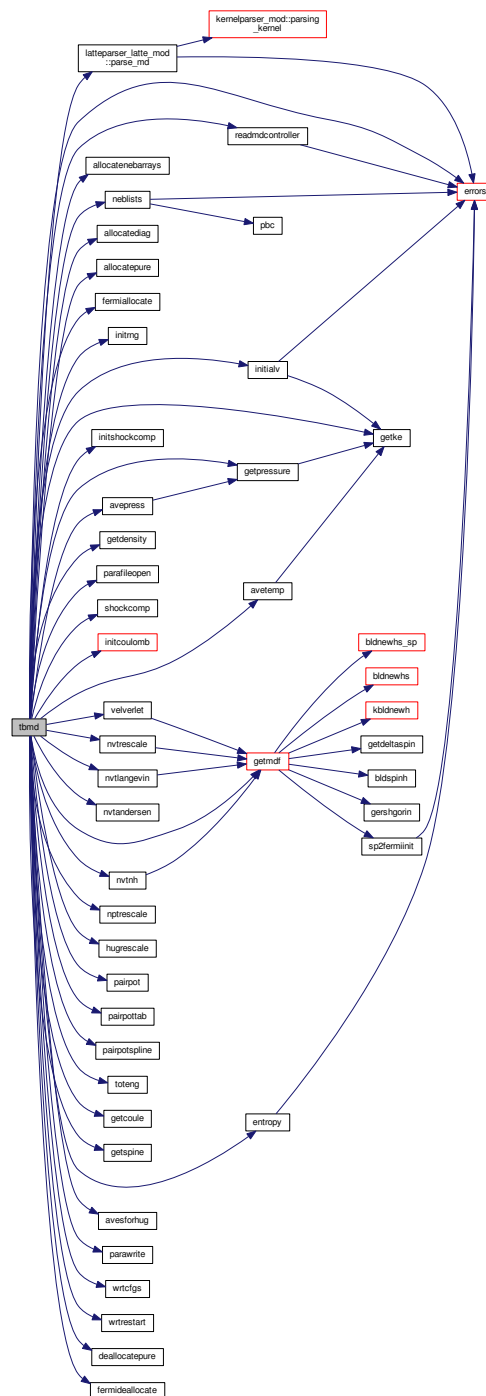 kernelparser_mod::parsing
_kernel
latteparser_latte_mod
::parse_md
readmdcontroller
allocatenebarrays
errors
neblists
pbc
allocatediag
allocatepure
fermiallocate
initrng
initialv
initshockcomp
getke
getpressure
avepress
getdensity
parafileopen
avetemp
shockcomp
initcoulomb
bldnewhs_sp
bldnewhs
velverlet
kbldnewh
tbmd
nvtrescale
getdeltaspin
getmdf
nvtlangevin
bldspinh
nvtandersen
gershgorin
sp2fermiinit
nvtnh
nptrescale
hugrescale
pairpot
pairpottab
pairpotspline
toteng
getcoule
entropy
getspine
avesforhug
parawrite
wrtcfgs
wrtrestart
deallocatepure
fermideallocate